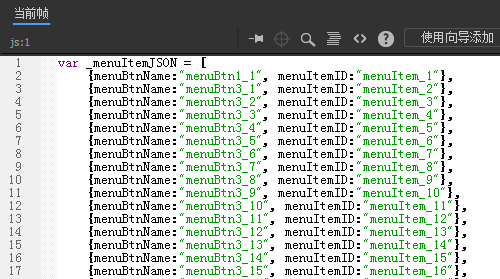 当前帧
js:1
使用向导添加
1 var _menuItemJSON = [
2 {menuBtnName:"menuBtn1_1", menuItemID:"menuItem_1"},
3 {menuBtnName:"menuBtn3_1", menuItemID:"menuItem_2"},
4 {menuBtnName:"menuBtn3_2", menuItemID:"menuItem_3"},
5 {menuBtnName:"menuBtn3_3", menuItemID:"menuItem_4"},
6 {menuBtnName:"menuBtn3_4", menuItemID:"menuItem_5"},
7 {menuBtnName:"menuBtn3_5", menuItemID:"menuItem_6"},
8 {menuBtnName:"menuBtn3_6", menuItemID:"menuItem_7"},
9 {menuBtnName:"menuBtn3_7", menuItemID:"menuItem_8"},
10 {menuBtnName:"menuBtn3_8", menuItemID:"menuItem_9"},
11 {menuBtnName:"menuBtn3_9", menuItemID:"menuItem_10"},
12 {menuBtnName:"menuBtn3_10", menuItemID:"menuItem_11"},
13 {menuBtnName:"menuBtn3_11", menuItemID:"menuItem_12"},
14 {menuBtnName:"menuBtn3_12", menuItemID:"menuItem_13"},
15 {menuBtnName:"menuBtn3_13", menuItemID:"menuItem_14"},
16 {menuBtnName:"menuBtn3_14", menuItemID:"menuItem_15"},
17 {menuBtnName:"menuBtn3_15", menuItemID:"menuItem_16"},